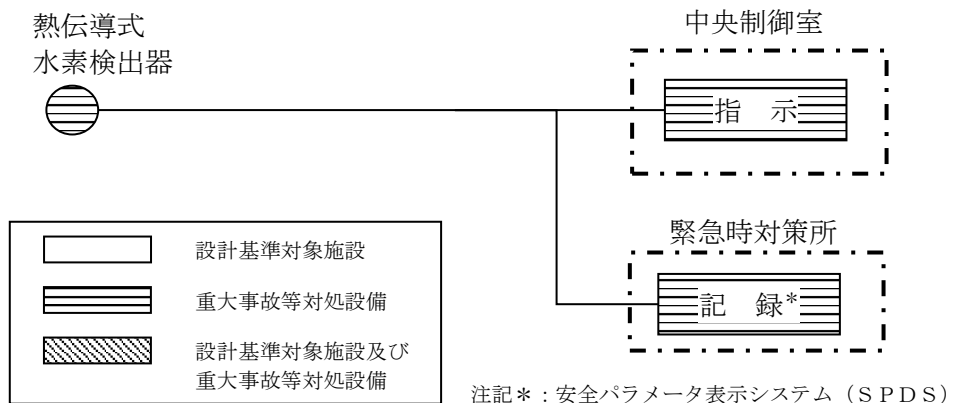 熱伝導式
水素検出器
中央制御室
指　示
緊急時対策所
記　録*
設計基準対象施設
重大事故等対処設備
設計基準対象施設及び
重大事故等対処設備
注記＊：安全パラメータ表示システム（ＳＰＤＳ）